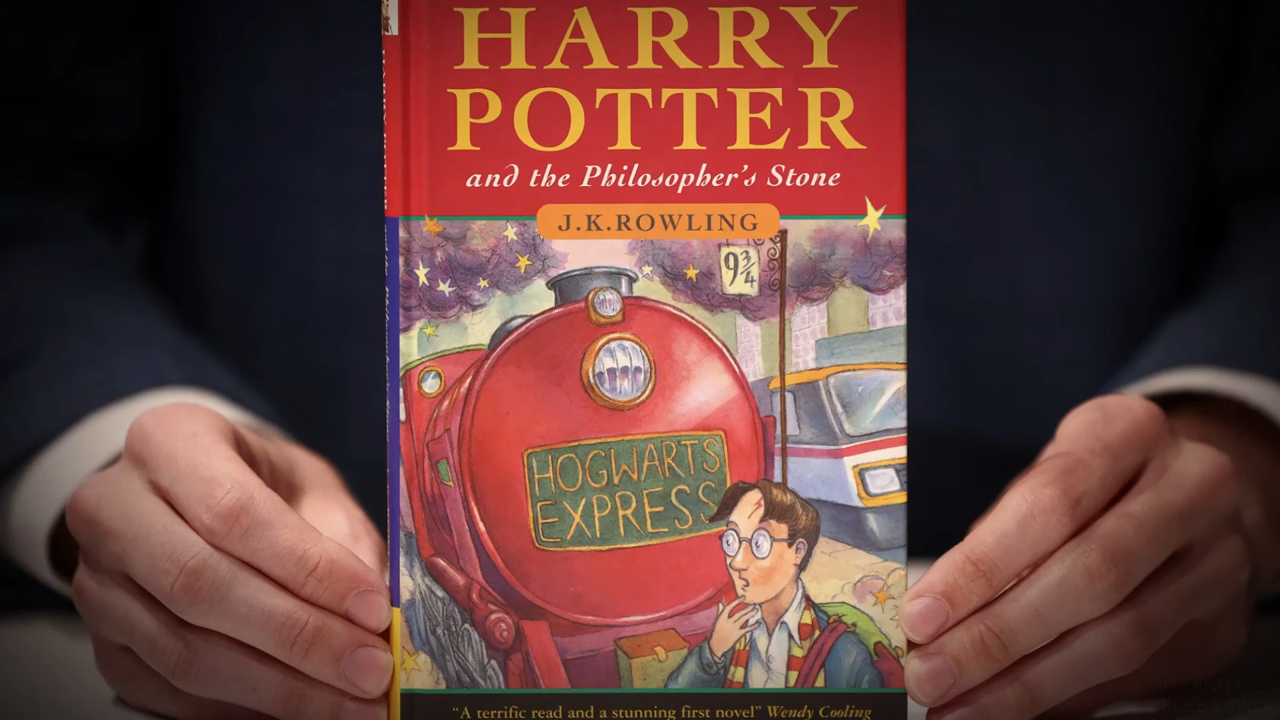 HARRY
POTTER
and the Philosopher's Stone
J.K.ROWLING
9¾
HOGWARTS
EXPRESS
"A terrific read and a stunning first novel" Wendy Cooling